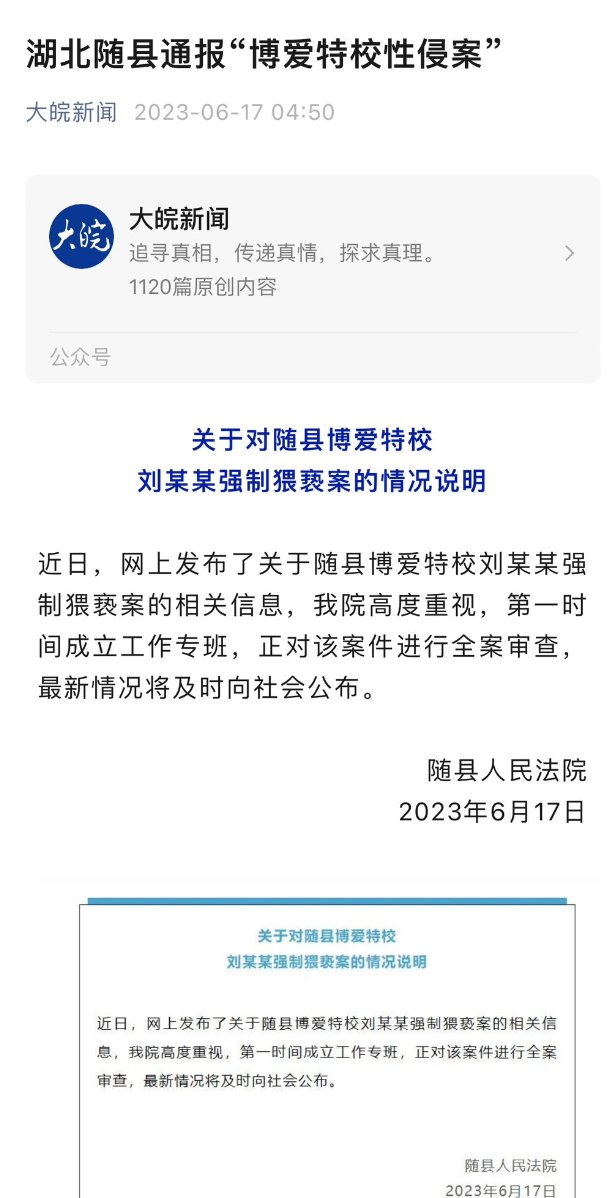 湖北随县通报“博爱特校性侵案”
大皖新闻 2023-06-17 04:50
大皖
大皖新闻
追寻真相，传递真情，探求真理。
1120篇原创内容
公众号
关于对随县博爱特校
刘某某强制猥亵案的情况说明
近日，网上发布了关于随县博爱特校刘某某强
制猥亵案的相关信息，我院高度重视，第一时
间成立工作专班，正对该案件进行全案审查，
最新情况将及时向社会公布。
随县人民法院
2023年6月17日
关于对随县博爱特校
刘某某强制猥亵案的情况说明
近日，网上发布了关于随县博爱特校刘某某强制猥亵案的相关信
息，我院高度重视，第一时间成立工作专班，正对该案件进行全案
审查，最新情况将及时向社会公布。
随县人民法院
2023年6月17日